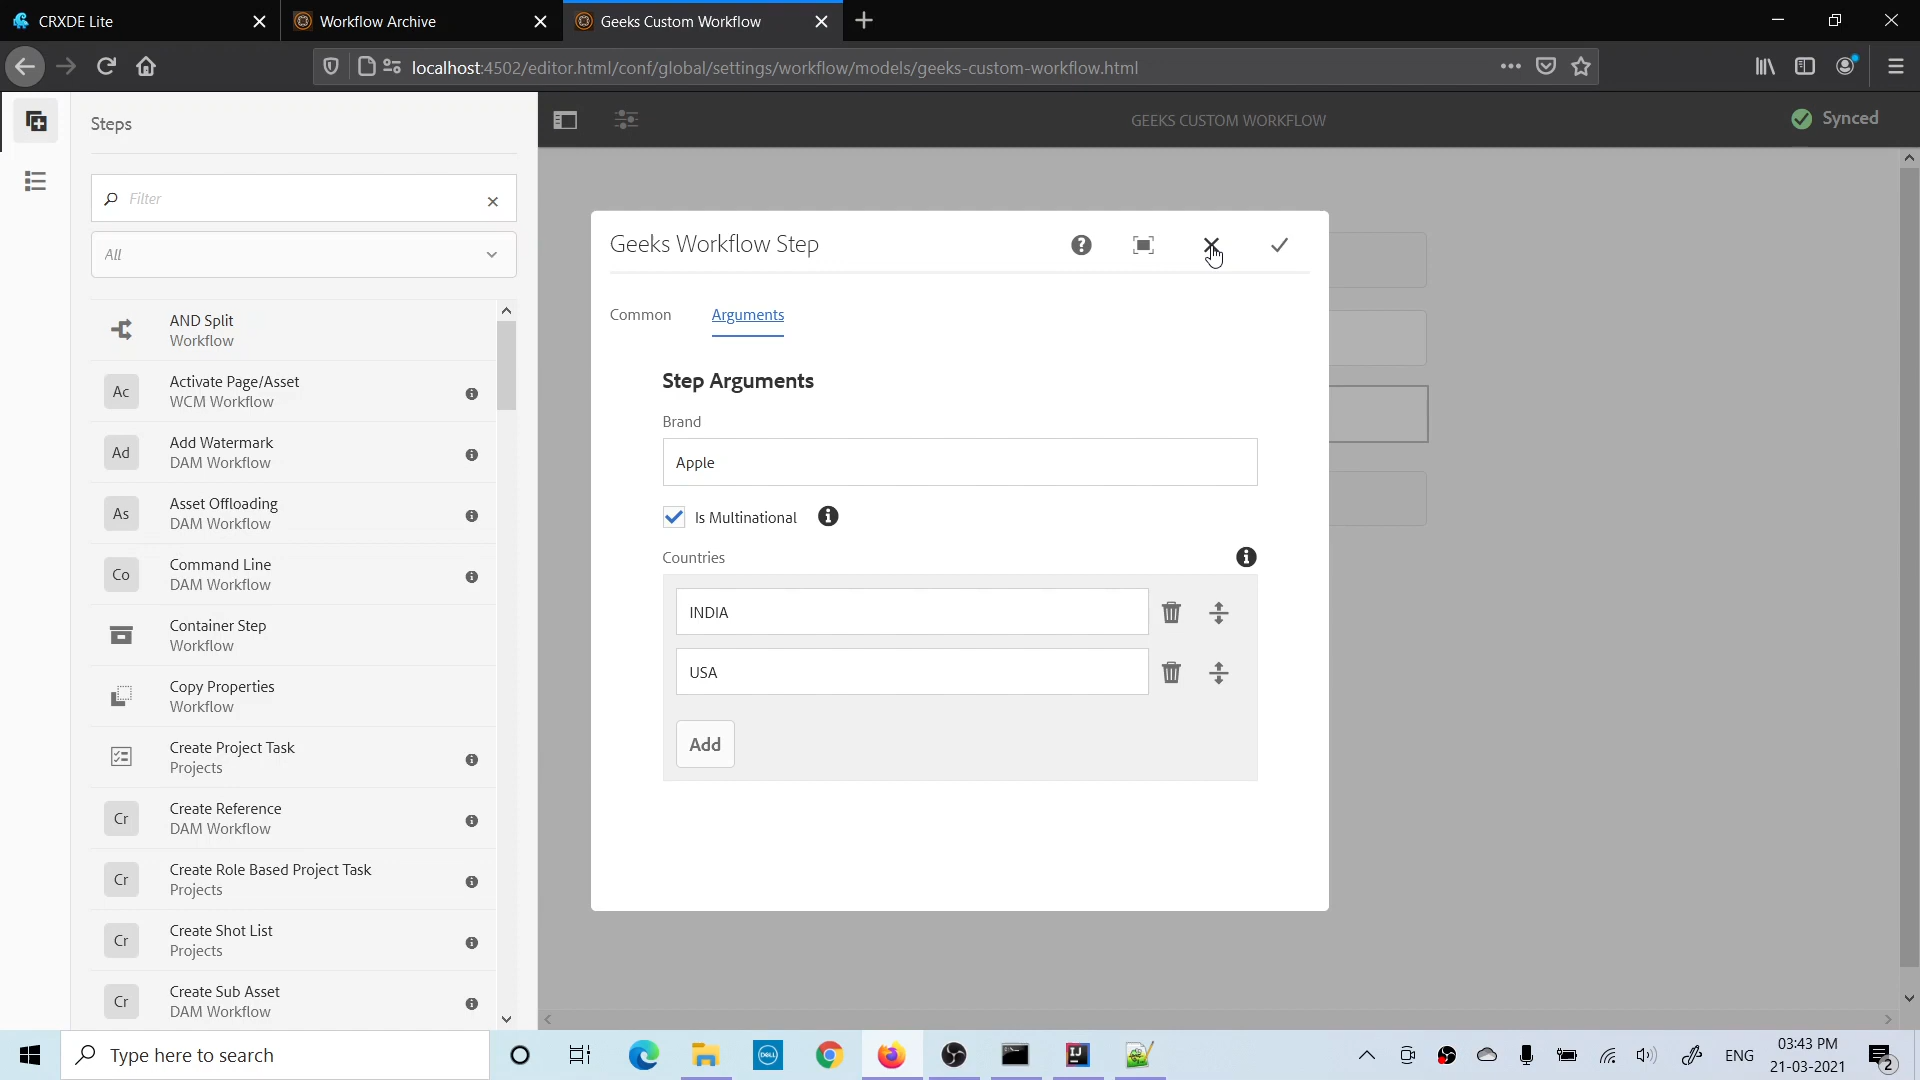 CRXDE Lite
Workflow Archive
Geeks Custom Workflow
localhost:4502/editor.html/conf/global/settings/workflow/models/geeks-custom-workflow.html
Steps
GEEKS CUSTOM WORKFLOW
Synced
Filter
All
AND Split
Workflow
Ac
Activate Page/Asset
WCM Workflow
Ad
Add Watermark
DAM Workflow
As
Asset Offloading
DAM Workflow
Co
Command Line
DAM Workflow
Container Step
Workflow
Copy Properties
Workflow
Create Project Task
Projects
Cr
Create Reference
DAM Workflow
Cr
Create Role Based Project Task
Projects
Cr
Create Shot List
Projects
Cr
Create Sub Asset
DAM Workflow
Geeks Workflow Step
Common
Arguments
Step Arguments
Brand
Apple
Is Multinational
Countries
INDIA
USA
Add
Type here to search
DELL
IJ
ENG
03:43 PM
21-03-2021
2